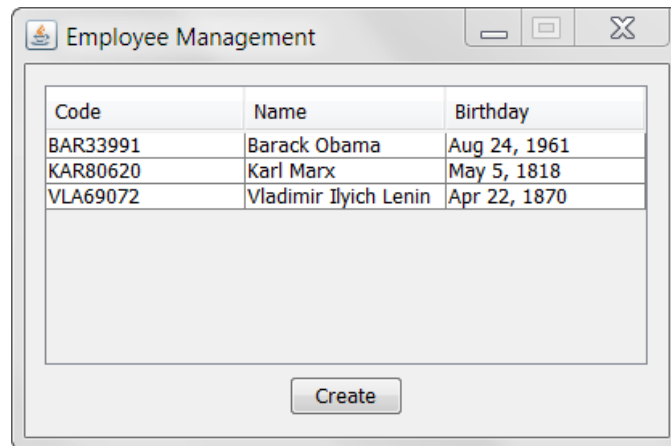 Employee Management
Code Name Birthday
BAR33991 Barack Obama Aug 24, 1961
KAR80620 Karl Marx May 5, 1818
VLA69072 Vladimir Ilyich Lenin Apr 22, 1870
Create